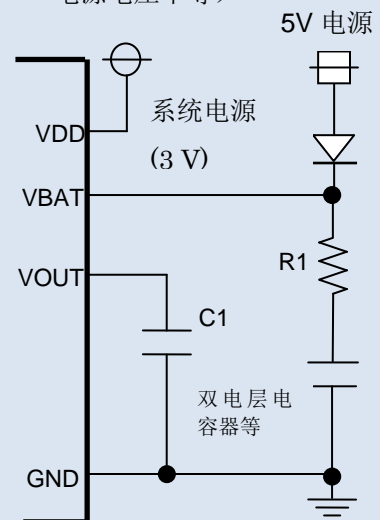 5V 电源
系统电源
VDD
(3 V)
VBAT
R1
VOUT
C1
双电层电
容器等
GND